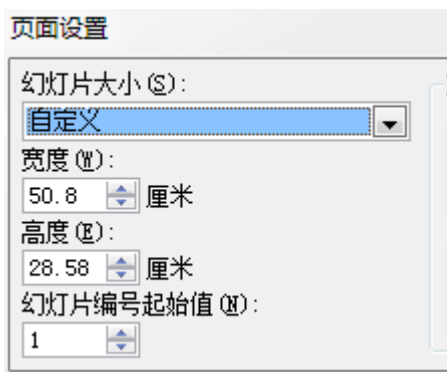 页面设置
幻灯片大小(S):
自定义
宽度(W):
50.8 厘米
高度(E):
28.58 厘米
幻灯片编号起始值(N):
1